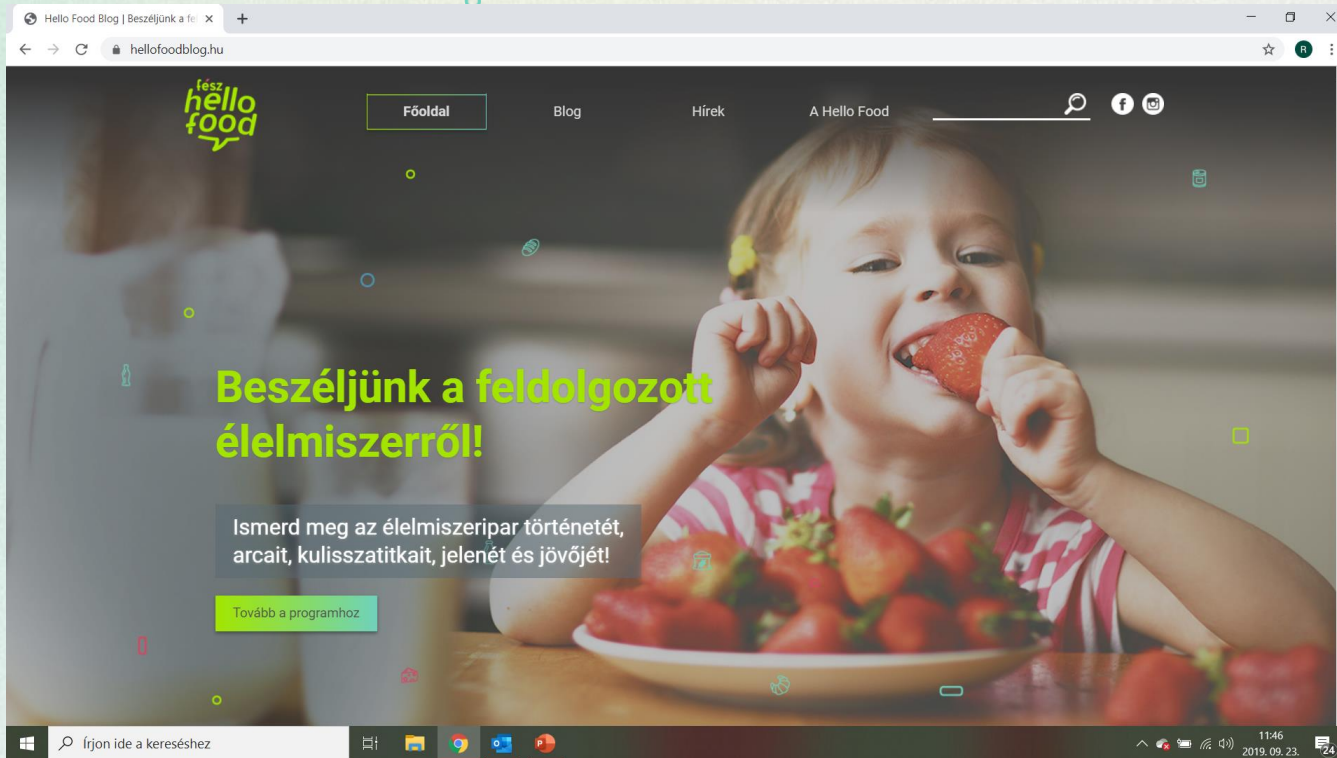 Hello Food Blog | Beszéljünk a fel
hellofoodblog.hu
R
fész
hello
food
Főoldal
Blog
Hírek
A Hello Food
Beszéljünk a feldolgozott
élelmiszerről!
Ismerd meg az élelmiszeripar történetét,
arcait, kulisszatitkait, jelenét és jövőjét!
Tovább a programhoz
Írjon ide a kereséshez
11:46
2019. 09. 23.
24